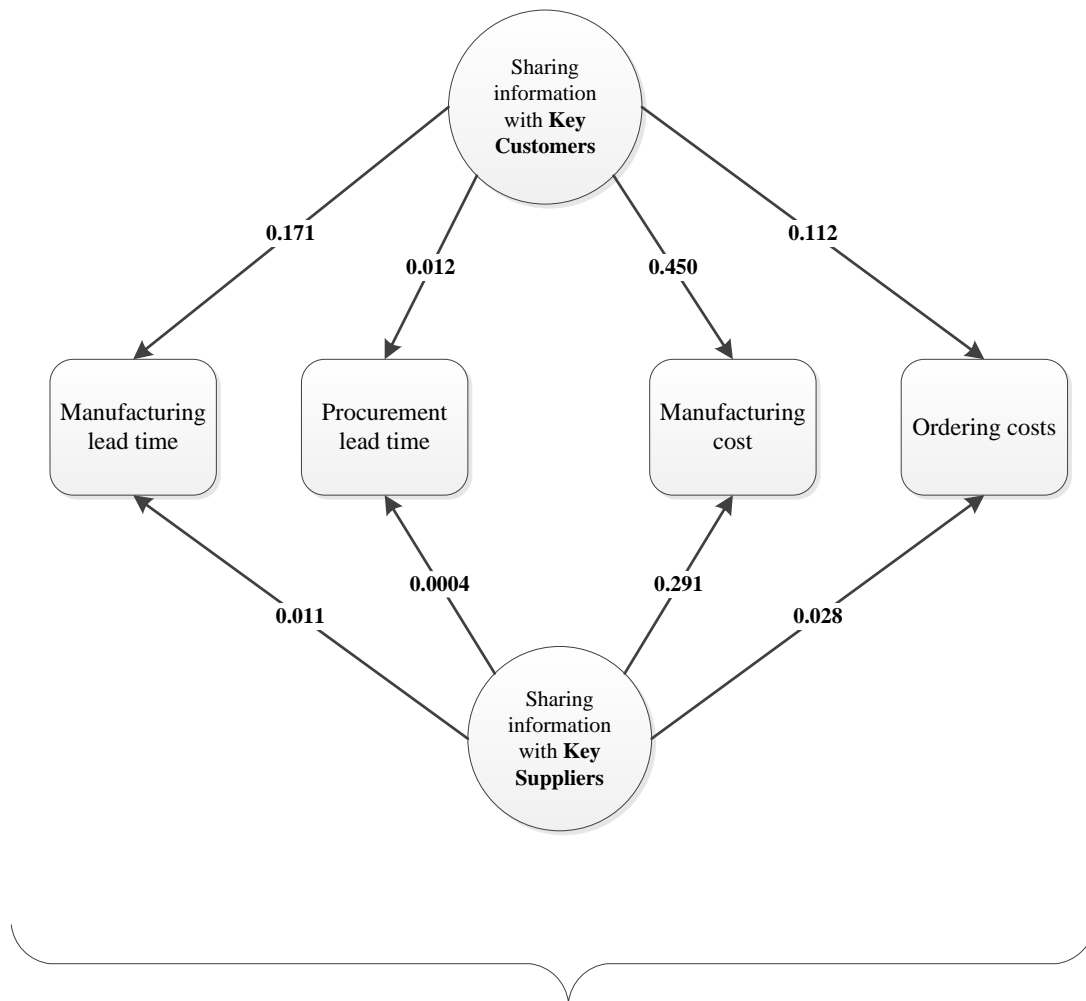 Sharing
information
with Key
Customers
0.171
0.112
0.012
0.450
Manufacturing
lead time
Procurement
lead time
Manufacturing
cost
Ordering costs
0.0004
0.291
0.011
0.028
Sharing
information
with Key
Suppliers